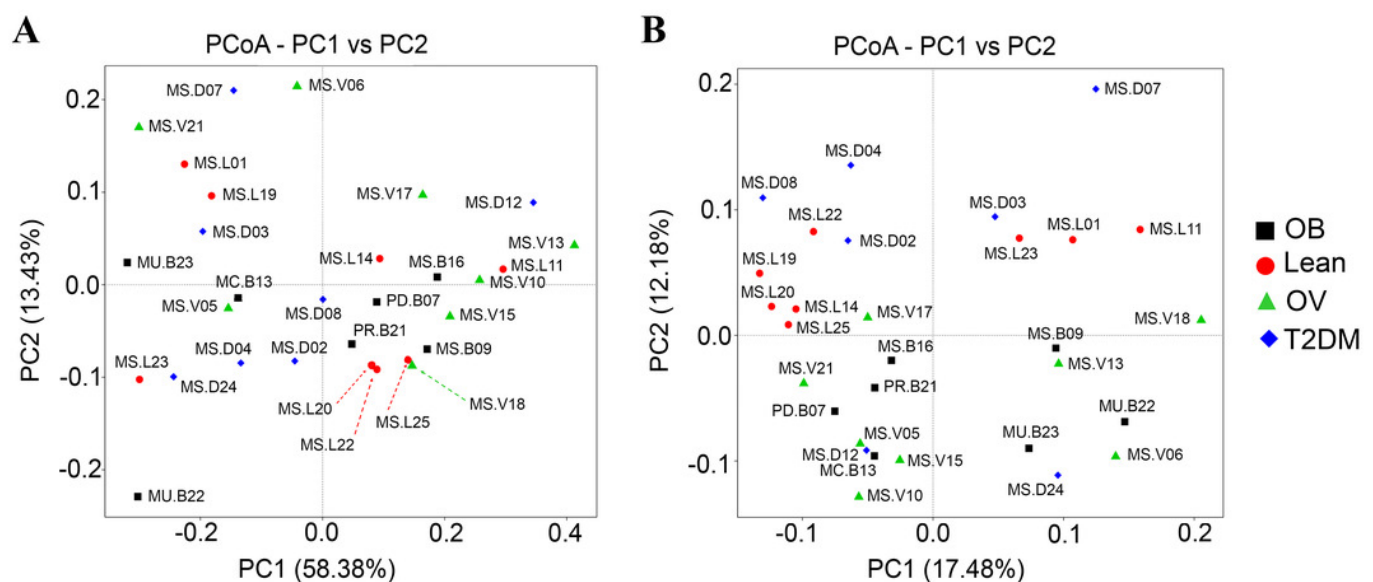 A
PCoA - PC1 vs PC2
PC2 (13.43%)
0.2
0.1
0.0
-0.1
-0.2
MS.D07
MS.V06
MS.V21
MS.L01
MS.L19
MS.V17
MS.D12
MS.D03
MS.V13
MU.B23
MS.L14
MS.B16
MS.L11
MC.B13
MS.V10
MS.V05
MS.D08
PD.B07
MS.V15
PR.B21
MS.L23
MS.D04
MS.D02
MS.B09
MS.D24
MS.L20
MS.L25
MS.V18
MS.L22
MU.B22
-0.2
0.0
0.2
0.4
PC1 (58.38%)
B
PCoA - PC1 vs PC2
PC2 (12.18%)
0.2
0.1
0.0
-0.1
MS.D07
MS.D04
MS.D08
MS.L22
MS.D03
MS.L01
MS.L11
MS.D02
MS.L23
MS.L19
MS.L20
MS.L14
MS.V17
MS.V18
MS.L25
MS.B16
MS.B09
MS.V13
MS.V21
PR.B21
PD.B07
MU.B22
MS.V05
MU.B23
MS.D12
MS.V15
MS.V06
MC.B13
MS.V10
MS.D24
-0.1
0.0
0.1
0.2
PC1 (17.48%)
OB
Lean
OV
T2DM